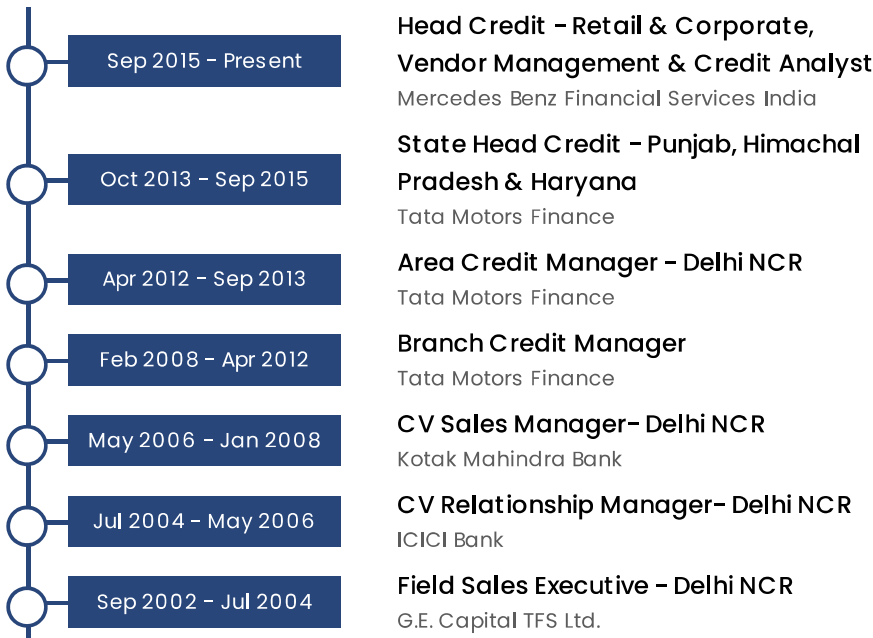 Sep 2015 - Present
Head Credit - Retail & Corporate,
Vendor Management & Credit Analyst
Mercedes Benz Financial Services India
Oct 2013 - Sep 2015
State Head Credit - Punjab, Himachal
Pradesh & Haryana
Tata Motors Finance
Apr 2012 - Sep 2013
Area Credit Manager - Delhi NCR
Tata Motors Finance
Feb 2008 - Apr 2012
Branch Credit Manager
Tata Motors Finance
May 2006 - Jan 2008
CV Sales Manager- Delhi NCR
Kotak Mahindra Bank
Jul 2004 - May 2006
CV Relationship Manager- Delhi NCR
ICICI Bank
Sep 2002 - Jul 2004
Field Sales Executive - Delhi NCR
G.E. Capital TFS Ltd.